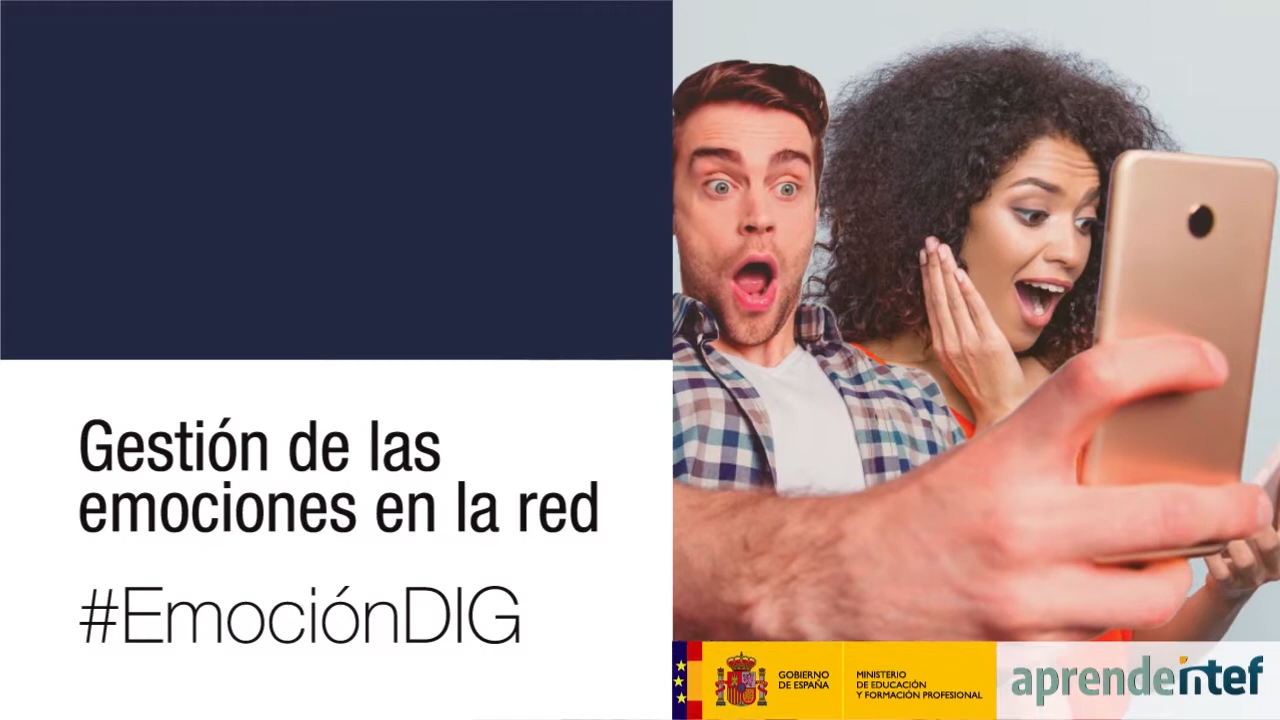 Gestión de las
emociones en la red
#EmociónDIG
GOBIERNO
DE ESPAÑA
MINISTERIO
DE EDUCACIÓN
Y FORMACIÓN PROFESIONAL
aprendeintef